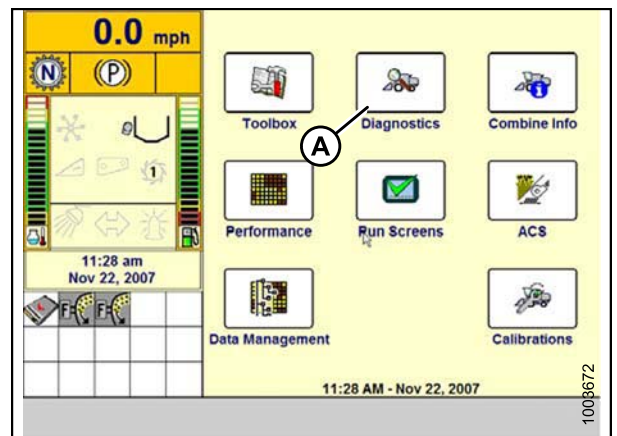 0.0 mph
N
(P)
1
11:28 am
Nov 22, 2007
F
F
Toolbox
Diagnostics
Combine Info
A
Performance
Run Screens
ACS
Data Management
Calibrations
11:28 AM - Nov 22, 2007
1003672